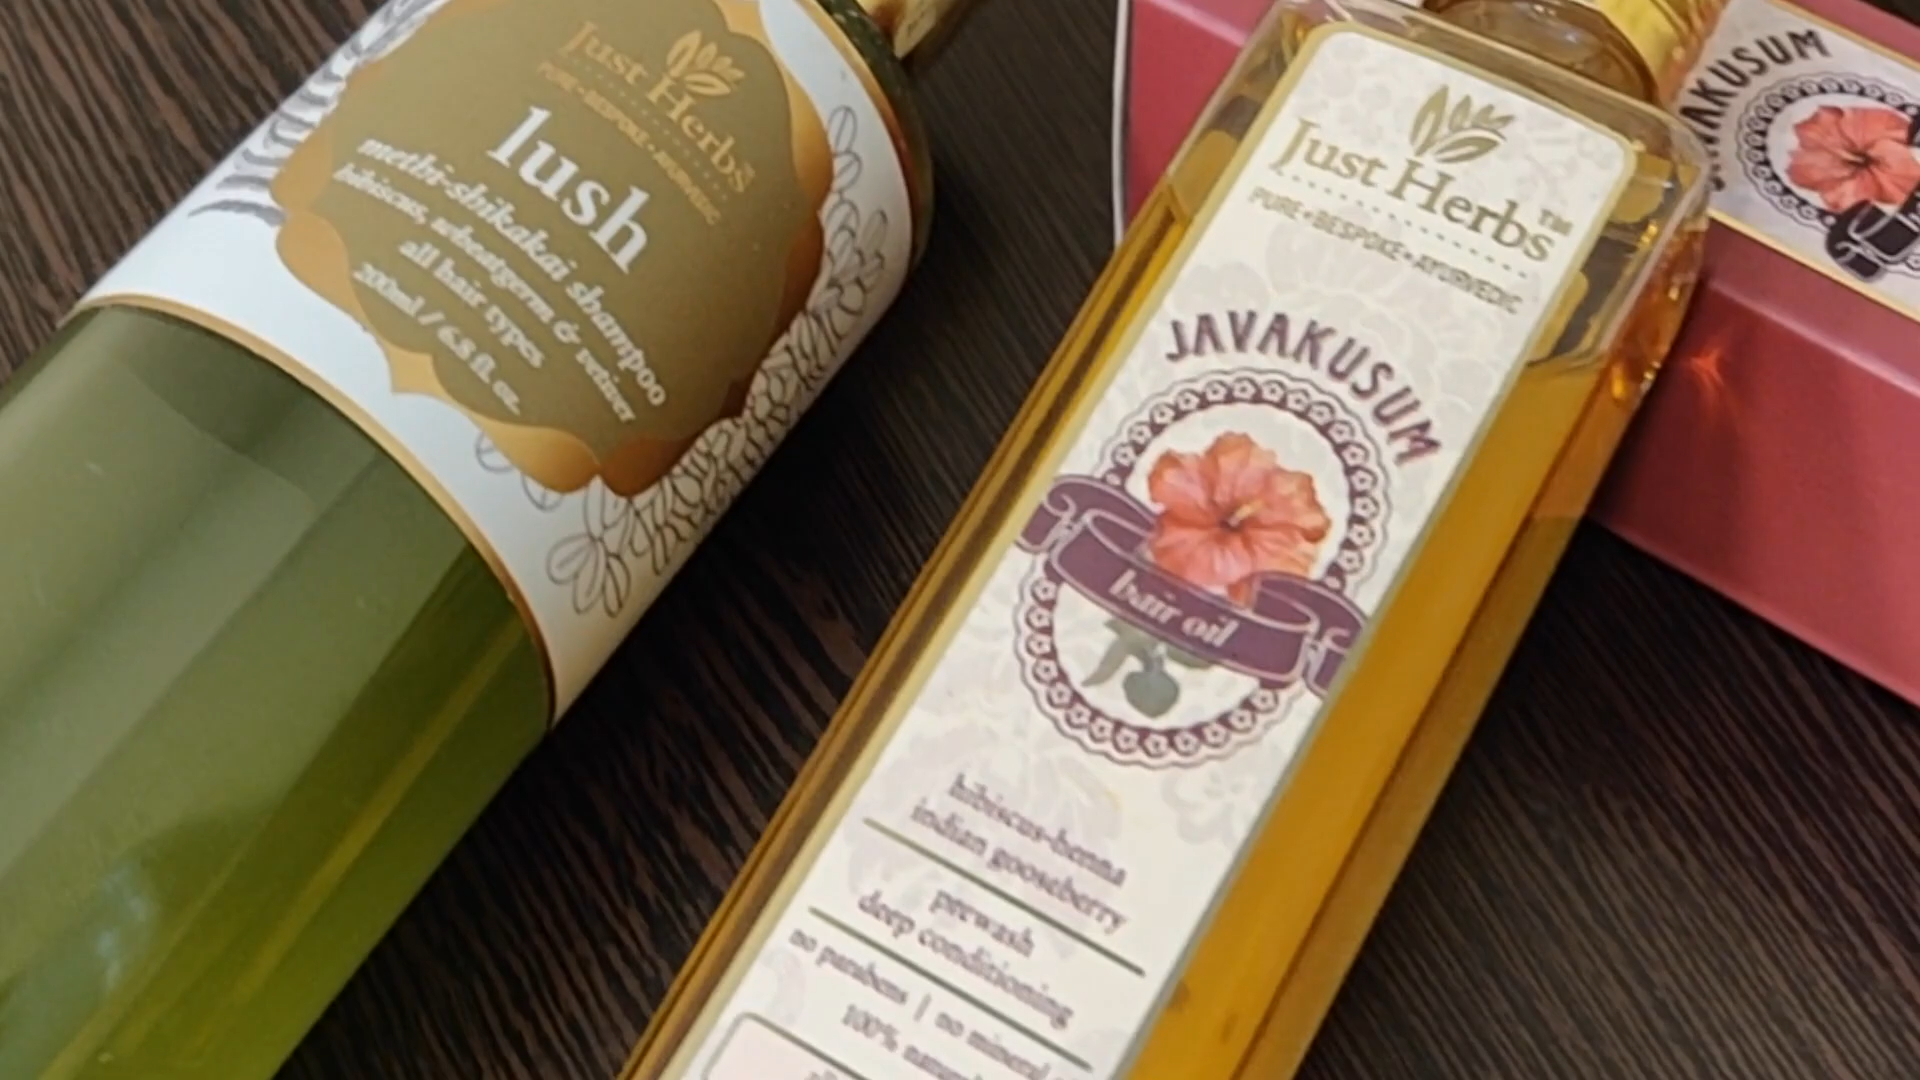 Just Herbs
PURE • BESPOKE • AYURVEDIC
lush
methi-shikakai shampoo
hibiscus, wheatgerm & vetiver
all hair types
200ml / 6.8 fl. oz.
Just Herbs™
PURE • BESPOKE • AYURVEDIC
JAVAKUSUM
hair oil
hibiscus-henna
indian gooseberry
prewash
deep conditioning
no parabens | no mineral
100%
JAVAKUSUM